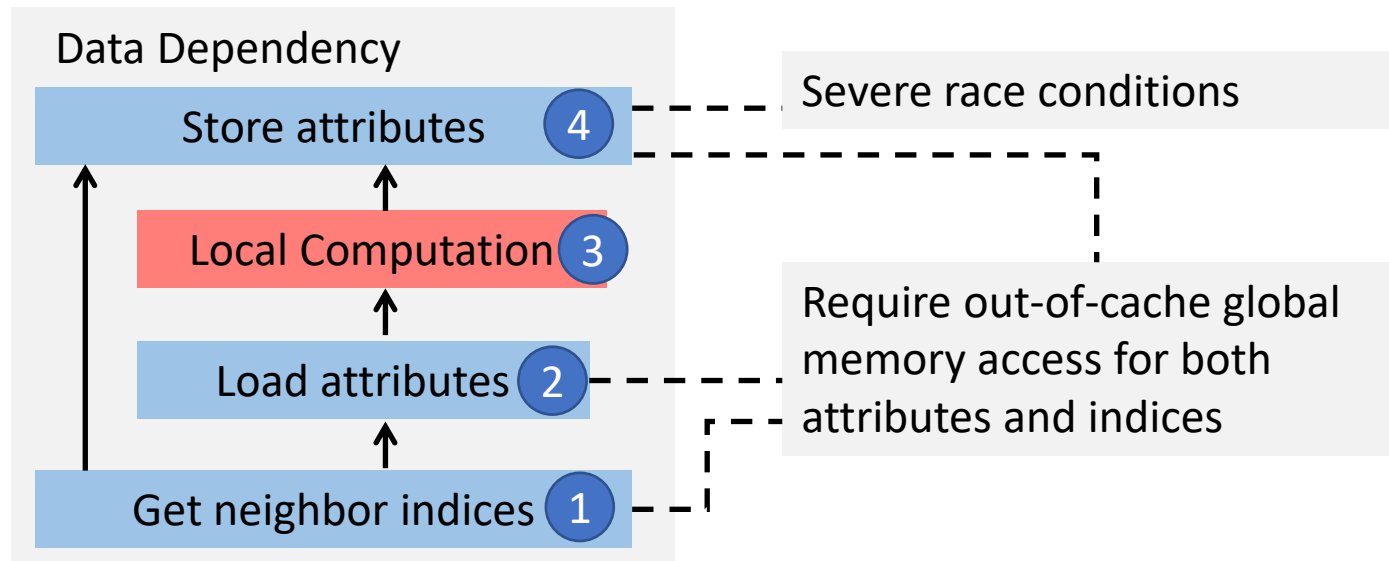 Data Dependency
Store attributes 4
Severe race conditions
Local Computation 3
Require out-of-cache global
memory access for both
attributes and indices
Load attributes 2
Get neighbor indices 1